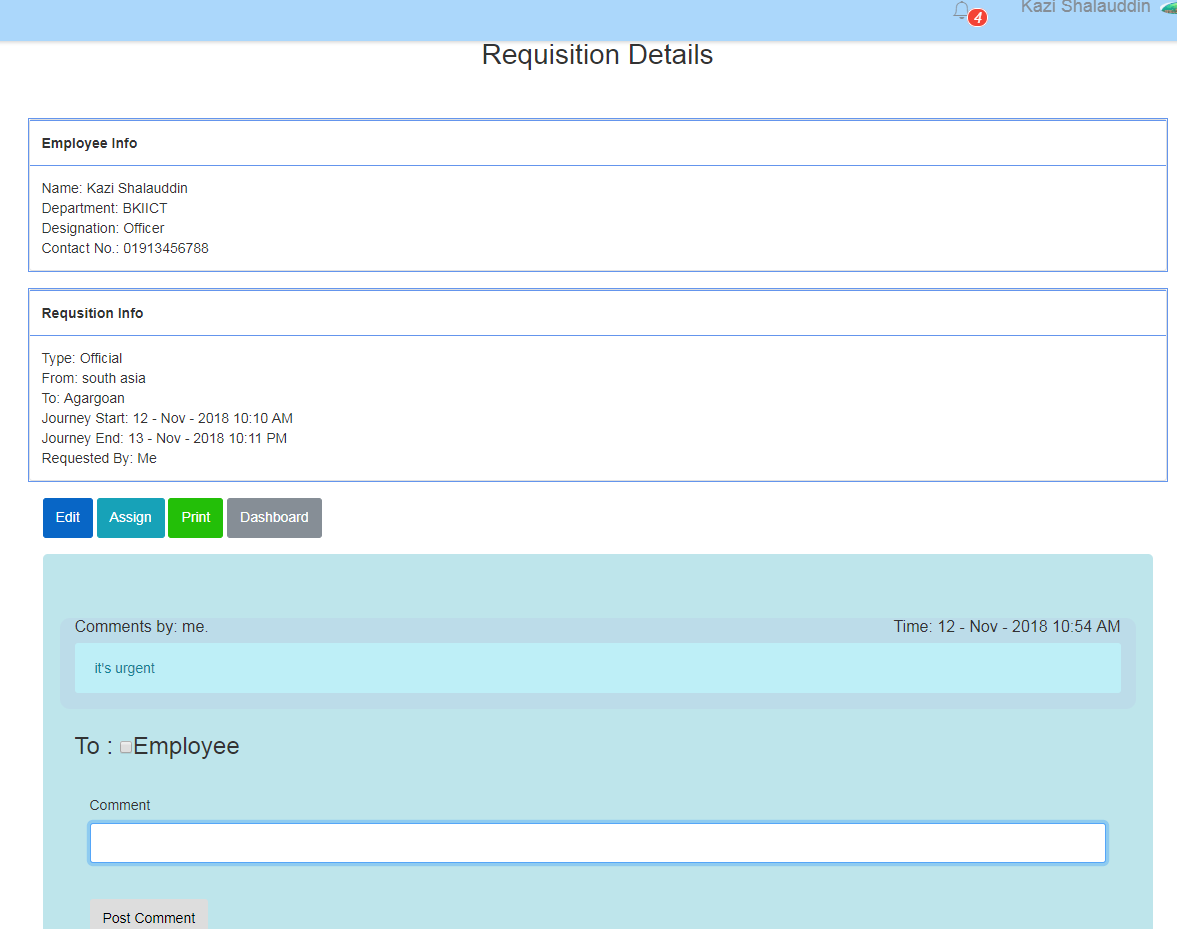 4
Kazi Shalauddin
Requisition Details
Employee Info
Name: Kazi Shalauddin
Department: BKIICT
Designation: Officer
Contact No.: 01913456788
Requsition Info
Type: Official
From: south asia
To: Agargoan
Journey Start: 12 - Nov - 2018 10:10 AM
Journey End: 13 - Nov - 2018 10:11 PM
Requested By: Me
Edit Assign Print Dashboard
Comments by: me. Time: 12 - Nov - 2018 10:54 AM
it's urgent
To : Employee
Comment
Post Comment